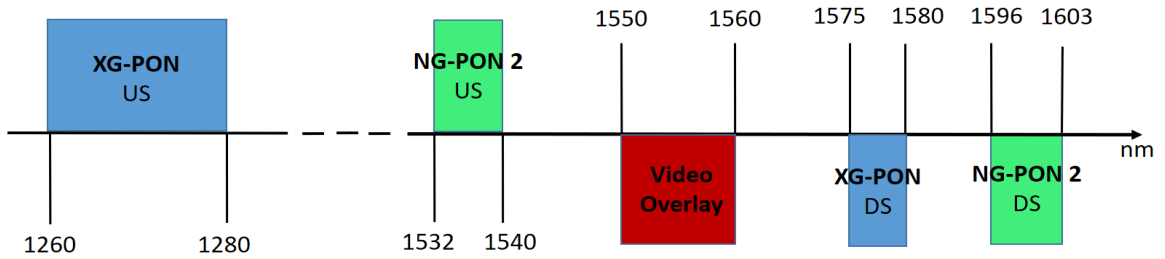 1550 1560 1575 1580 1596 1603
XG-PON
US
NG-PON 2
US
nm
Video
Overlay
XG-PON
DS
NG-PON 2
DS
1260 1280 1532 1540